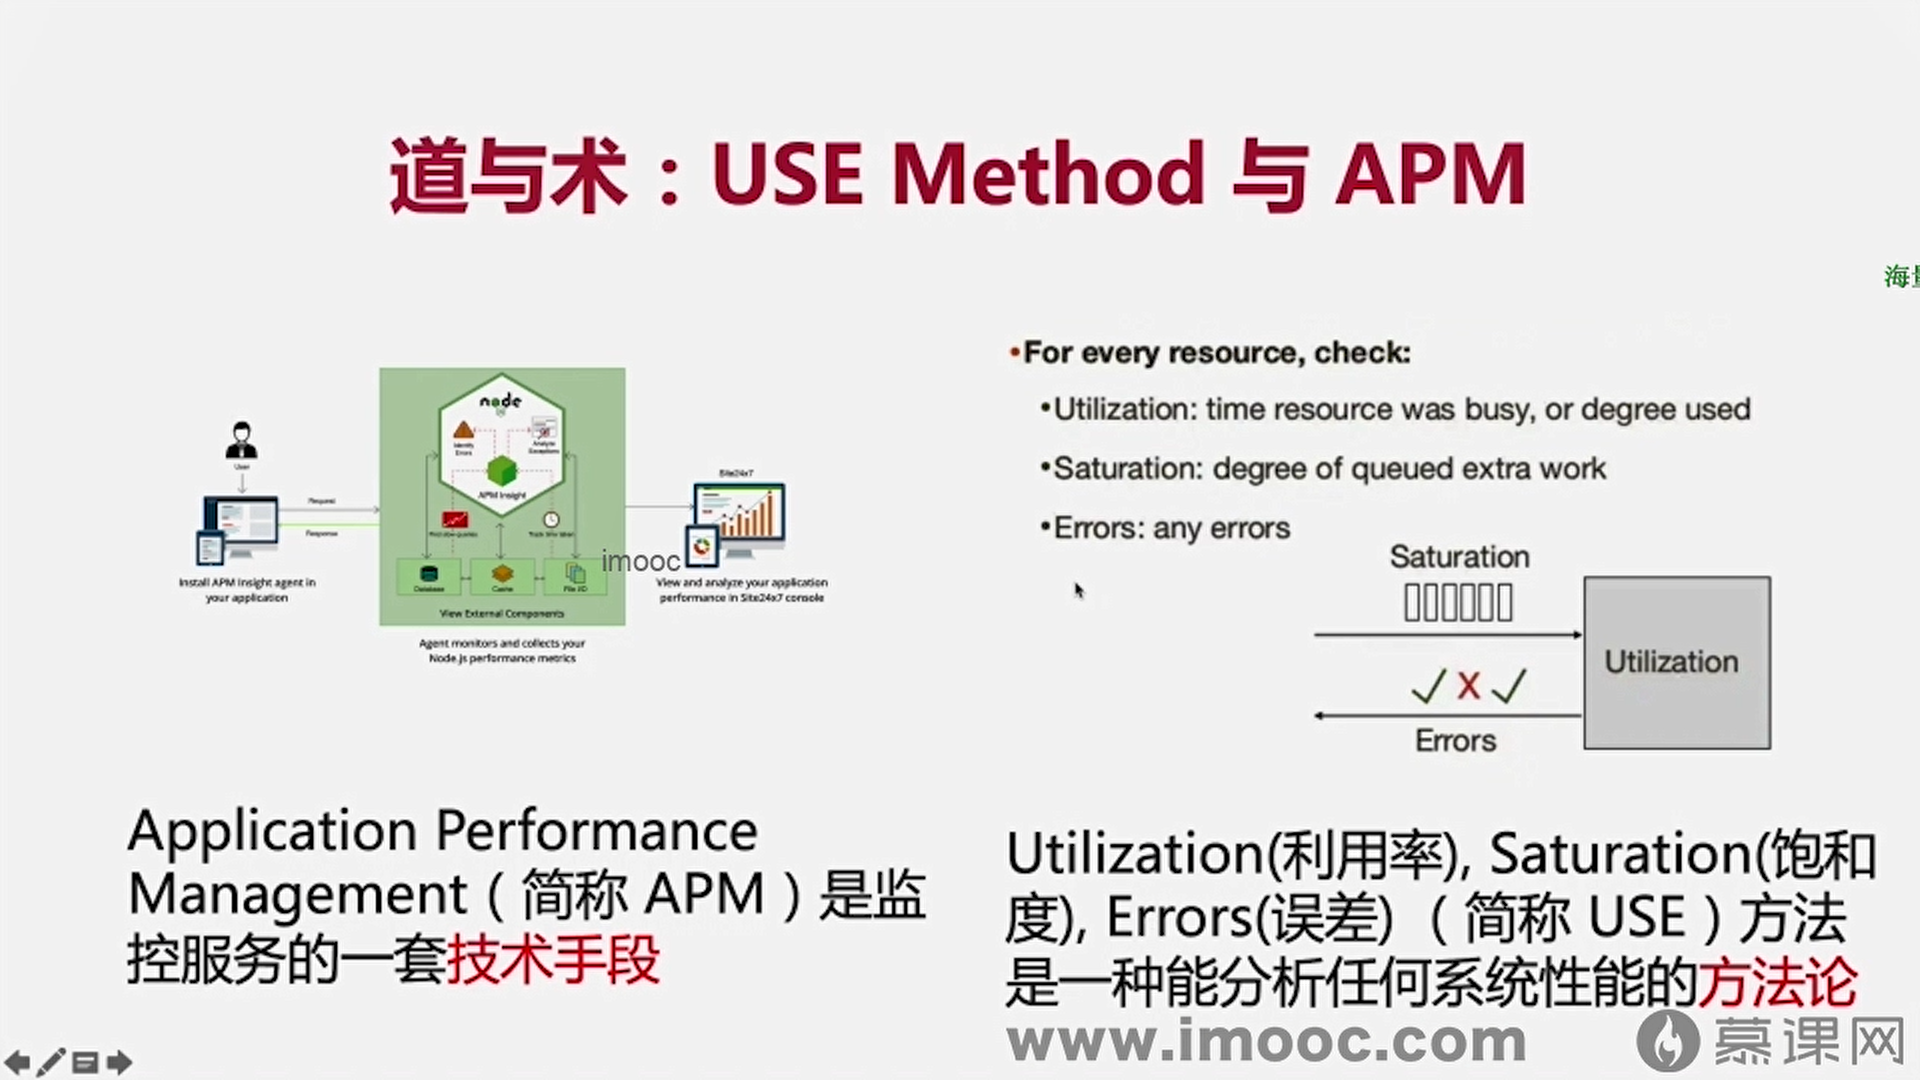 道与术：USE Method 与 APM
海量
node
JS
Identify
Errors
Analyze
Exceptions
APM Insight
User
Request
Response
Find slow queries
Track time taken
Database
Cache
File I/O
View External Components
Install APM Insight agent in
your application
Agent monitors and collects your
Node.js performance metrics
Site24x7
imooc
View and analyze your application
performance in Site24x7 console
•For every resource, check:
•Utilization: time resource was busy, or degree used
•Saturation: degree of queued extra work
•Errors: any errors
Saturation
Utilization
X
Errors
Application Performance
Management（简称 APM）是监
控服务的一套技术手段
Utilization(利用率), Saturation(饱和
度), Errors(误差) （简称 USE）方法
是一种能分析任何系统性能的方法论
www.imooc.com
慕课网